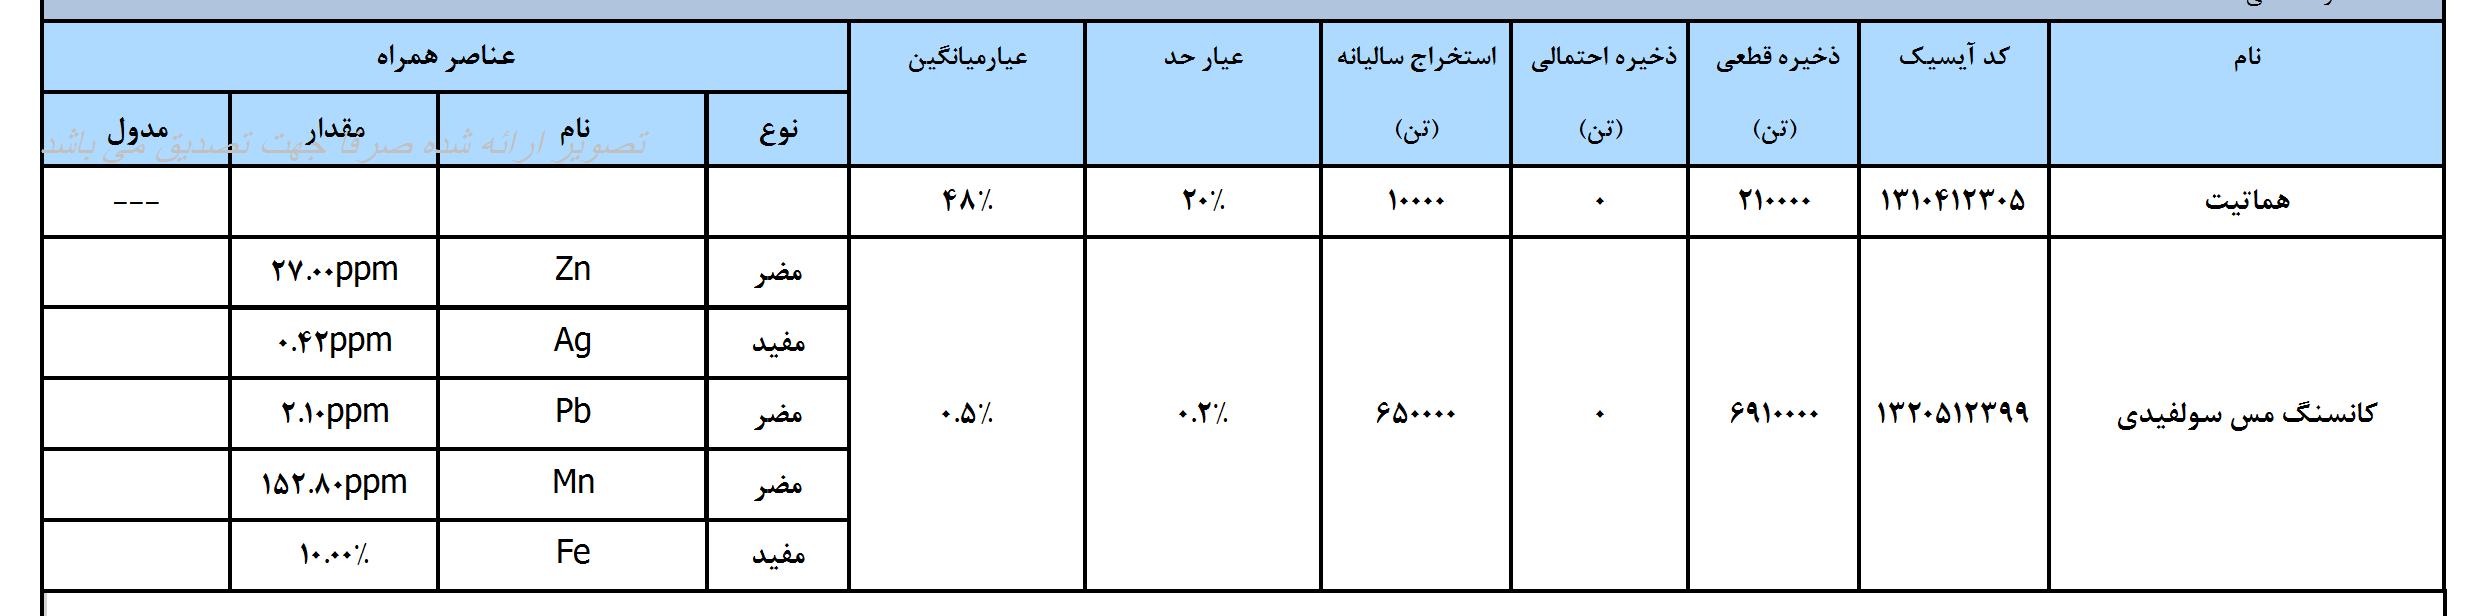 نام کد آیسیک ذخیره قطعی ذخیره احتمالی استخراج سالیانه عیار حد عیارمیانگین عناصر همراه
(تن) (تن) (تن) نوع نام مقدار مدول
تصویر ارائه شده صرفا جهت تصدیق می باشد
هماتیت ۱۳۱۰۴۱۲۳۰۵ ۲۱۰۰۰۰ ۰ ۱۰۰۰۰ ۲۰% ۴۸% ---
کانسنگ مس سولفیدی ۱۳۲۰۵۱۲۳۹۹ ۶۹۱۰۰۰۰ ۰ ۶۵۰۰۰۰ ۰.۲% ۰.۵%
مضر Zn ۲۷.۰۰ppm
مفید Ag ۰.۴۲ppm
مضر Pb ۲.۱۰ppm
مضر Mn ۱۵۲.۸۰ppm
مفید Fe ۱۰.۰۰%